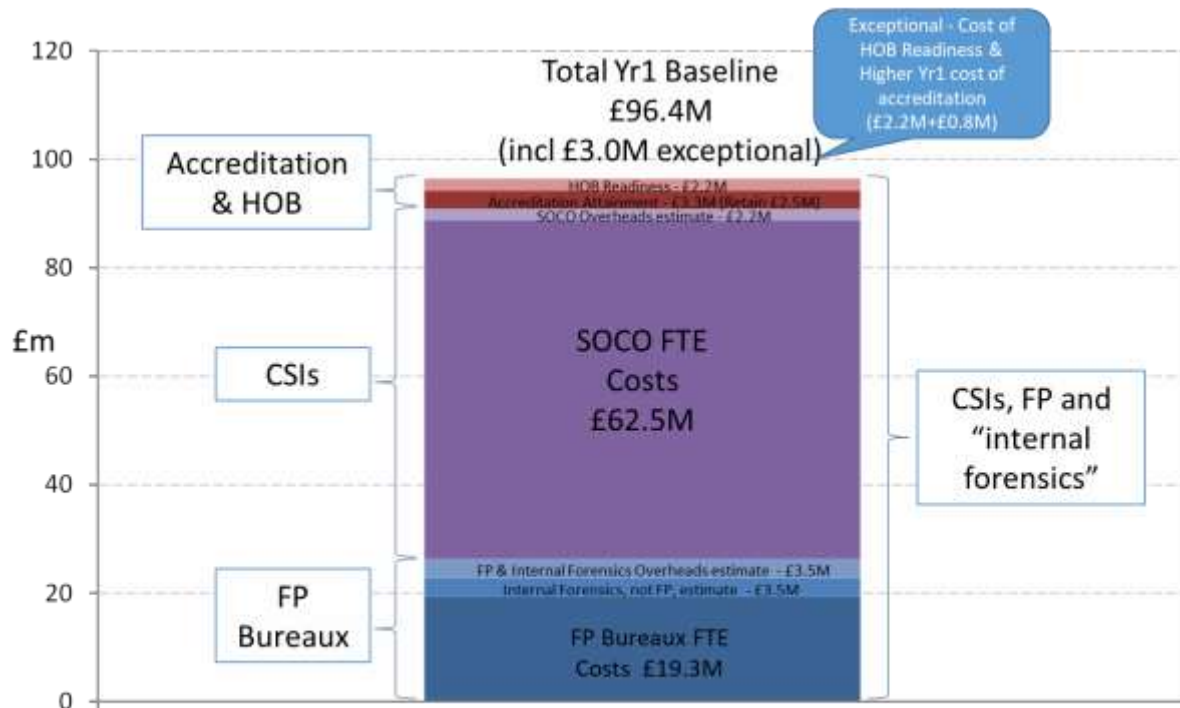 Exceptional - Cost of
HOB Readiness &
Higher Yr1 cost of
accreditation
(£2.2M+£0.8M)
Total Yr1 Baseline
£96.4M
(incl £3.0M exceptional)
£m
120
100
80
60
40
20
0
Accreditation
& HOB
CSIs
FP
Bureaux
HOB Readiness - £2.2M
Accreditation Attainment - £3.3M (Retain £2.5M)
SOCO Overheads estimate - £2.2M
SOCO FTE
Costs
£62.5M
FP & Internal Forensics Overheads estimate - £3.5M
Internal Forensics, not FP, estimate - £3.5M
FP Bureaux FTE
Costs £19.3M
CSIs, FP and
“internal
forensics”